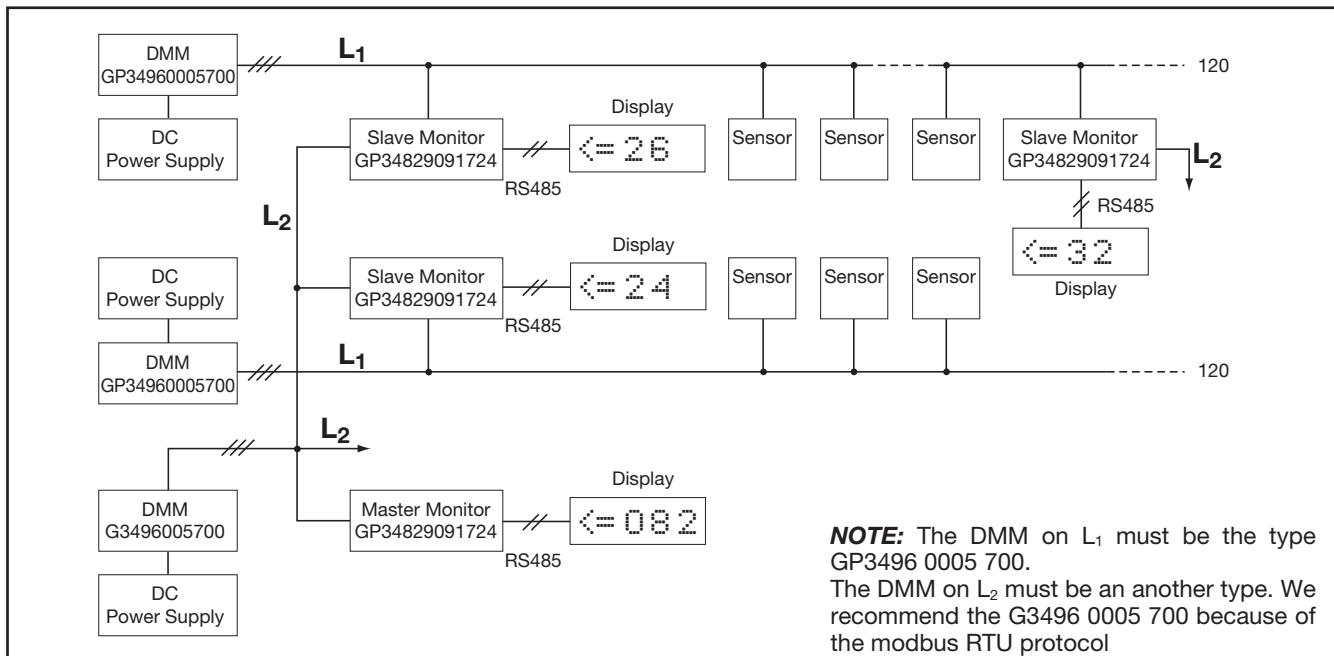 DMM
GP34960005700
L1
120
DC
Power Supply
Slave Monitor
GP34829091724
RS485
Display
<=26
Sensor
Sensor
Sensor
Slave Monitor
GP34829091724
L2
RS485
<=32
Display
L2
DC
Power Supply
DMM
GP34960005700
L1
Slave Monitor
GP34829091724
RS485
Display
<=24
Sensor
Sensor
Sensor
120
L2
DMM
G3496005700
DC
Power Supply
Master Monitor
GP34829091724
RS485
Display
<=082
NOTE: The DMM on L1 must be the type
GP3496 0005 700.
The DMM on L2 must be an another type. We
recommend the G3496 0005 700 because of
the modbus RTU protocol